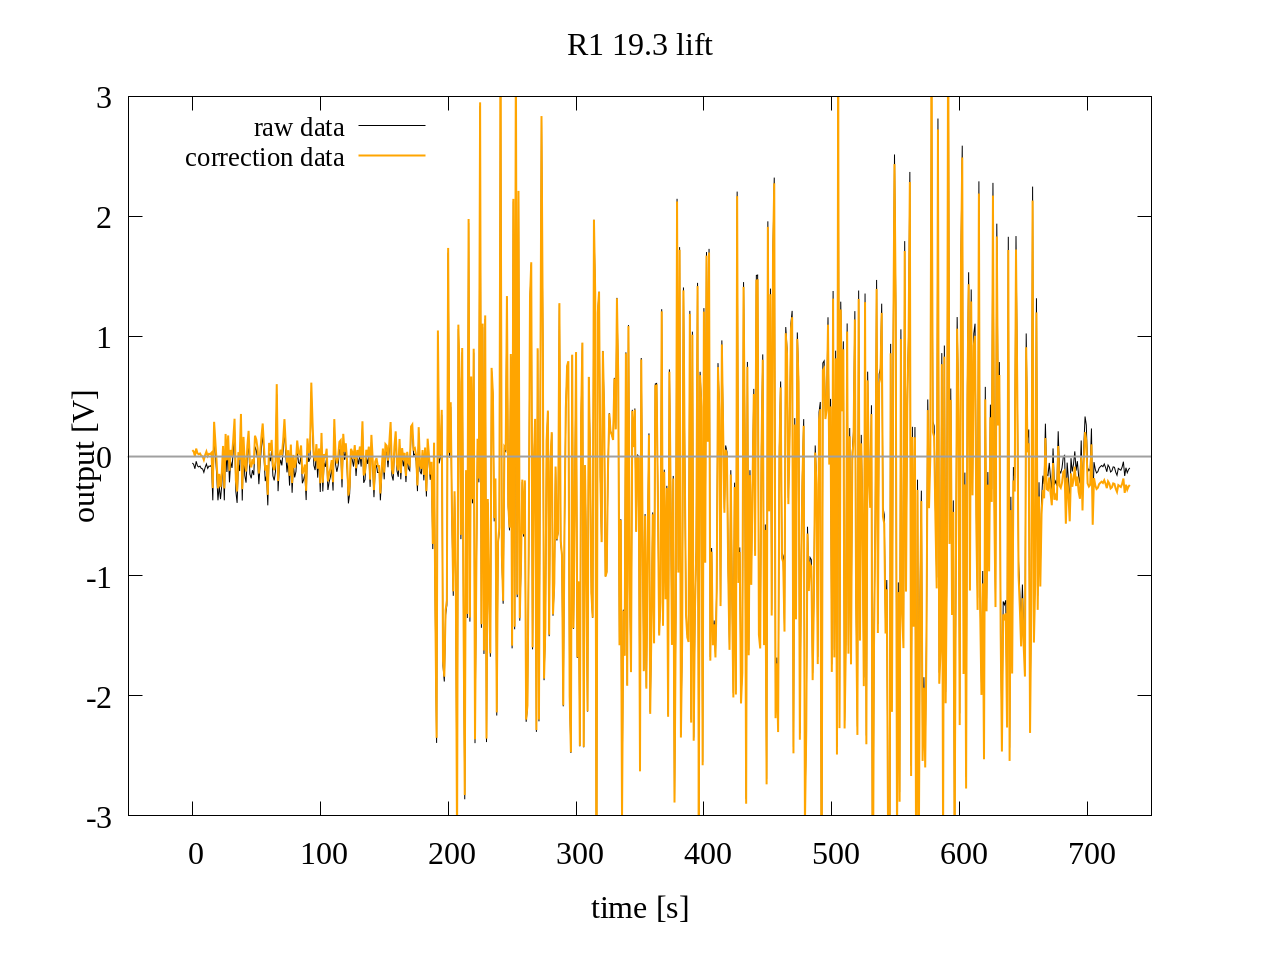 R1 19.3 lift
raw data
correction data
3
2
1
0
-1
-2
-3
output [V]
0 100 200 300 400 500 600 700
time [s]